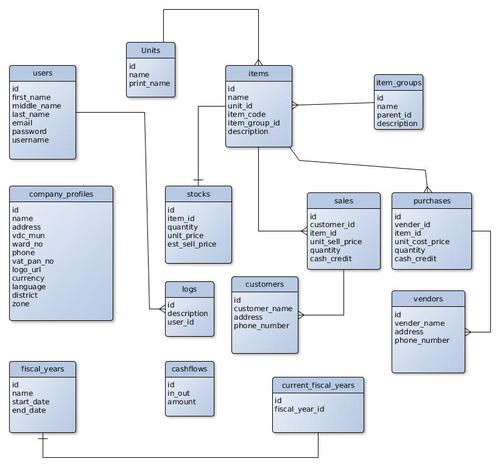 Units
id
name
print_name
users
id
first_name
middle_name
last_name
email
password
username
items
id
name
unit_id
item_code
item_group_id
description
item_groups
id
name
parent_id
description
company_profiles
id
name
address
vdc_mun
ward_no
phone
vat_pan_no
logo_url
currency
language
district
zone
stocks
id
item_id
quantity
unit_price
est_sell_price
sales
id
customer_id
item_id
unit_sell_price
quantity
cash_credit
purchases
id
vender_id
item_id
unit_cost_price
quantity
cash_credit
logs
id
description
user_id
customers
id
customer_name
address
phone_number
vendors
id
vender_name
address
phone_number
fiscal_years
id
name
start_date
end_date
cashflows
id
in_out
amount
current_fiscal_years
id
fiscal_year_id